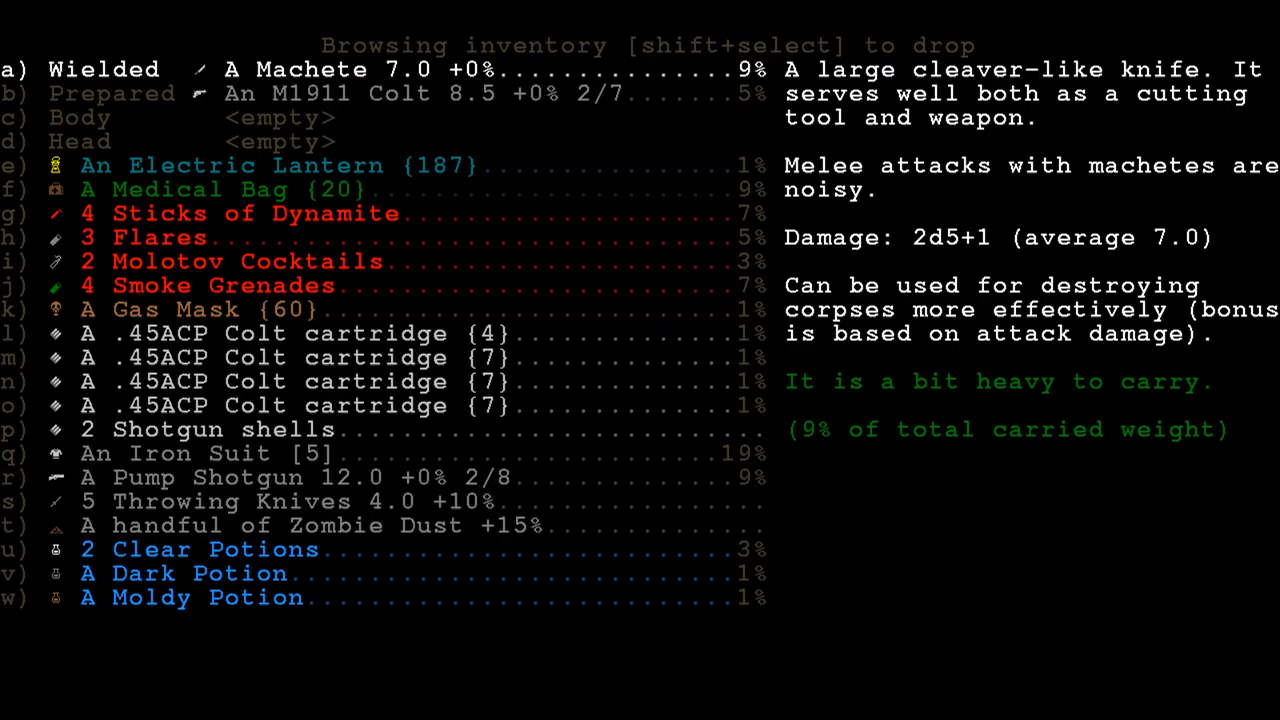 Browsing inventory [shift+select] to drop
a) Wielded A Machete 7.0 +0%...............9%
b) Prepared An M1911 Colt 8.5 +0% 2/7.......5%
c) Body <empty>
d) Head <empty>
e) An Electric Lantern {187}................1%
f) A Medical Bag {20}.......................9%
g) 4 Sticks of Dynamite.....................7%
h) 3 Flares.................................5%
i) 2 Molotov Cocktails......................3%
j) 4 Smoke Grenades.........................7%
k) A Gas Mask {60}..........................1%
l) A .45ACP Colt cartridge {4}..............1%
m) A .45ACP Colt cartridge {7}..............1%
n) A .45ACP Colt cartridge {7}..............1%
o) A .45ACP Colt cartridge {7}..............1%
p) 2 Shotgun shells...........................
q) An Iron Suit [5]........................19%
r) A Pump Shotgun 12.0 +0% 2/8..............9%
s) 5 Throwing Knives 4.0 +10%.................
t) A handful of Zombie Dust +15%..............
u) 2 Clear Potions..........................3%
v) A Dark Potion............................1%
w) A Moldy Potion...........................1%
A large cleaver-like knife. It
serves well both as a cutting
tool and weapon.
Melee attacks with machetes are
noisy.
Damage: 2d5+1 (average 7.0)
Can be used for destroying
corpses more effectively (bonus
is based on attack damage).
It is a bit heavy to carry.
(9% of total carried weight)